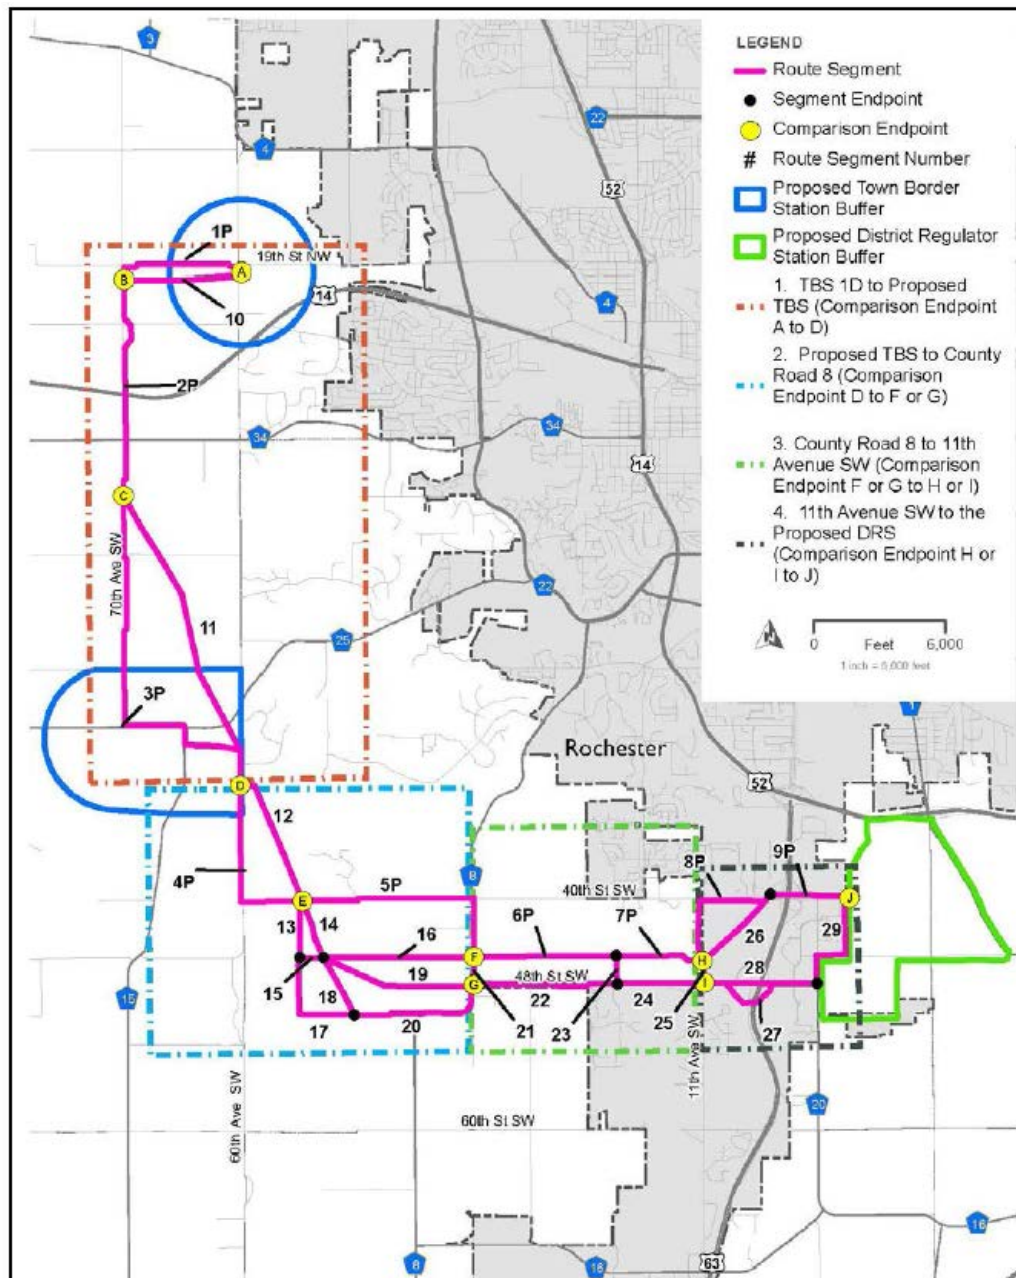 LEGEND
Route Segment
Segment Endpoint
Comparison Endpoint
# Route Segment Number
Proposed Town Border
Station Buffer
Proposed District Regulator
Station Buffer
1. TBS 1D to Proposed
TBS (Comparison Endpoint
A to D)
2. Proposed TBS to County
Road 8 (Comparison
Endpoint D to F or G)
3. County Road 8 to 11th
Avenue SW (Comparison
Endpoint F or G to H or I)
4. 11th Avenue SW to the
Proposed DRS
(Comparison Endpoint H or
I to J)
N
0 Feet 6,000
1 inch = 6,000 feet
3
22
4
52
1P
19th St NW
A
B
10
14
4
2P
34
34
14
C
70th Ave SW
22
11
25
3P
Rochester
52
D
12
4P
8
5P
40th St SW
8P
9P
E
J
13
14
16
6P
7P
26
29
F
H
15
19
48th St SW
28
G
I
18
22
24
17
20
21
23
25
27
15
11th Ave SW
20
60th Ave SW
60th St SW
16
8
16
63